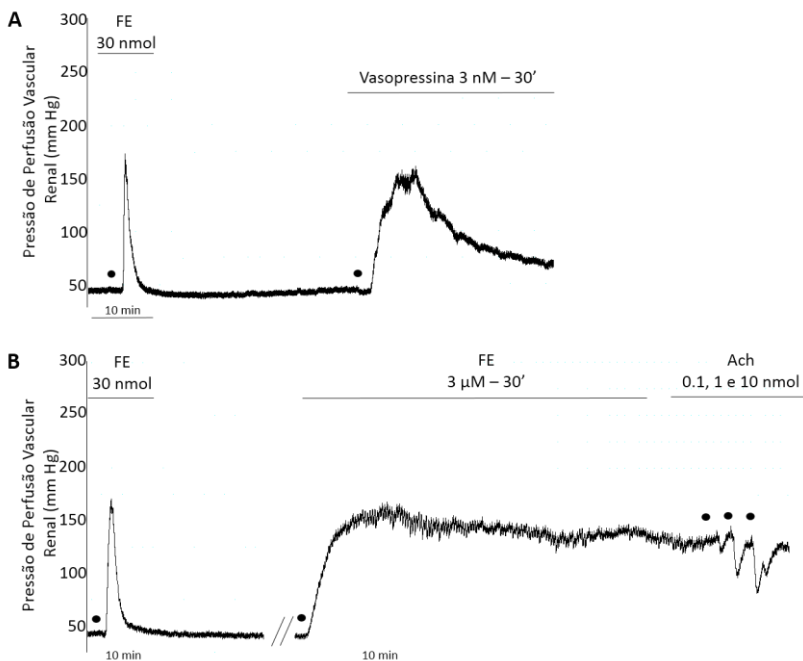 A
FE
30 nmol
Vasopressina 3 nM – 30’
Pressão de Perfusão Vascular
Renal (mm Hg)
300
250
200
150
100
50
10 min
B
FE
30 nmol
FE
3 µM – 30’
Ach
0.1, 1 e 10 nmol
Pressão de Perfusão Vascular
Renal (mm Hg)
300
250
200
150
100
50
10 min
10 min